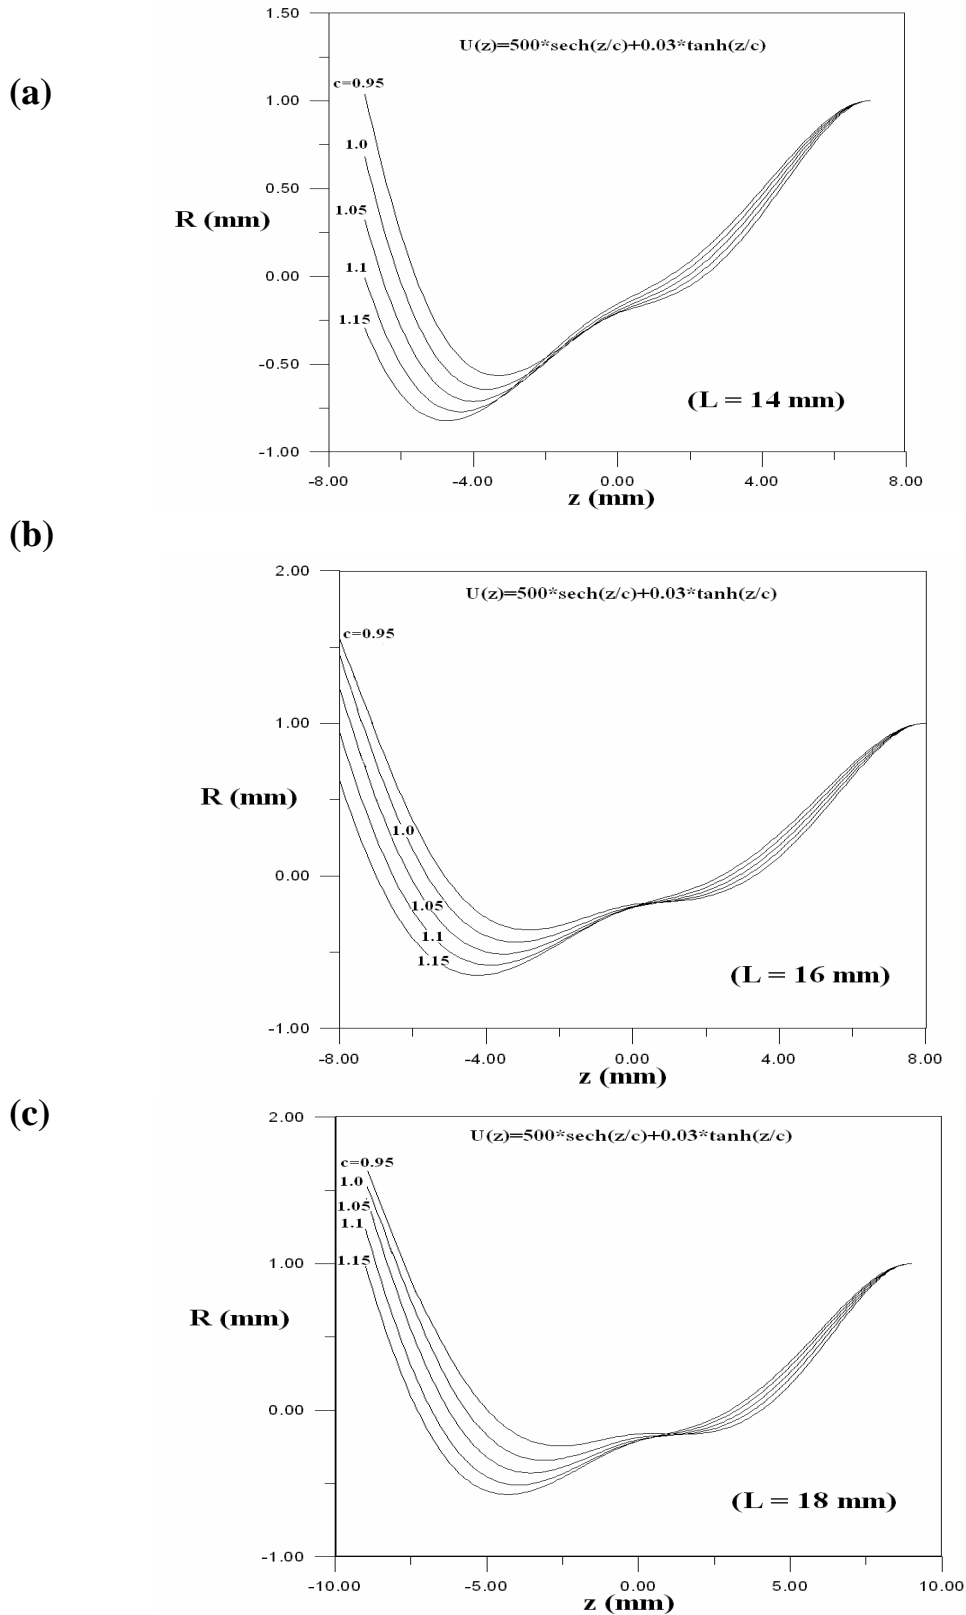 (a)
1.50
U(z)=500*sech(z/c)+0.03*tanh(z/c)
c=0.95
1.00
1.0
0.50
R (mm)
1.05
1.1
0.00
1.15
-0.50
(L = 14 mm)
-1.00
-8.00 -4.00 0.00 4.00 8.00
z (mm)
(b)
2.00
U(z)=500*sech(z/c)+0.03*tanh(z/c)
c=0.95
1.00
R (mm)
1.0
0.00
1.05
1.1
1.15
(L = 16 mm)
-1.00
-8.00 -4.00 0.00 4.00 8.00
z (mm)
(c)
2.00
U(z)=500*sech(z/c)+0.03*tanh(z/c)
c=0.95
1.0
1.05
1.1
1.15
1.00
R (mm)
0.00
(L = 18 mm)
-1.00
-10.00 -5.00 0.00 5.00 10.00
z (mm)